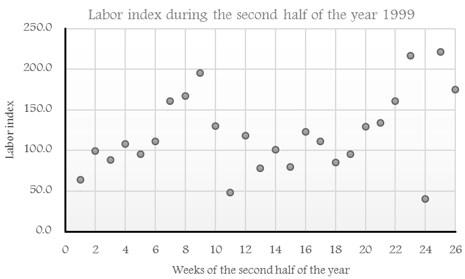 Labor index during the second half of the year 1999
250.0
200.0
150.0
100.0
50.0
0.0
Labor index
0 2 4 6 8 10 12 14 16 18 20 22 24 26
Weeks of the second half of the year